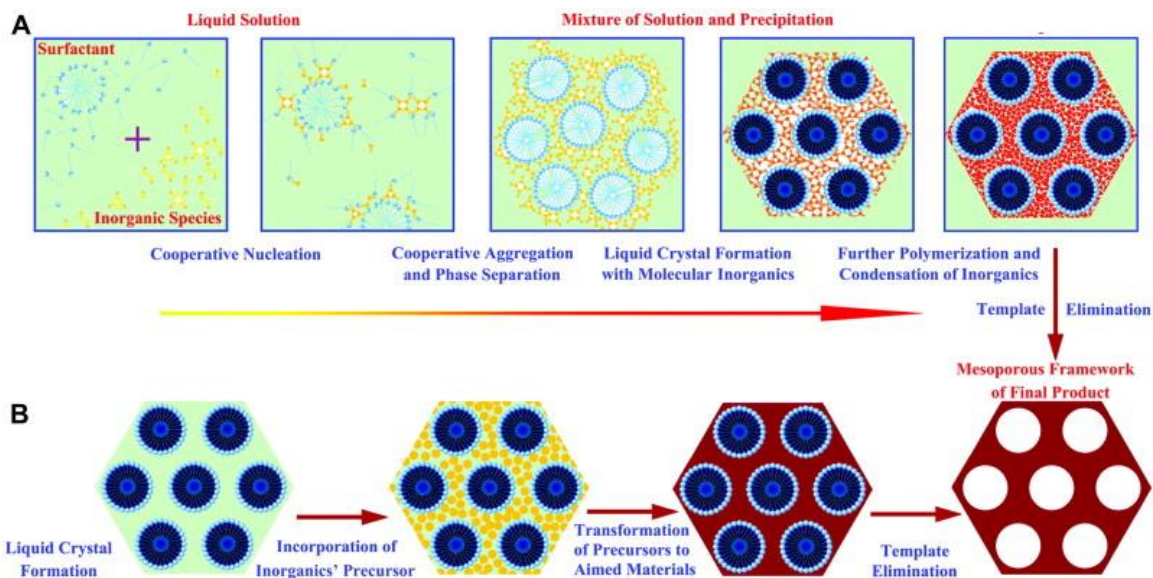 A
Liquid Solution
Mixture of Solution and Precipitation
Surfactant
Inorganic Species
Cooperative Nucleation
Cooperative Aggregation
and Phase Separation
Liquid Crystal Formation
with Molecular Inorganics
Further Polymerization and
Condensation of Inorganics
Template Elimination
Mesoporous Framework
of Final Product
B
Liquid Crystal
Formation
Incorporation of
Inorganics' Precursor
Transformation
of Precursors to
Aimed Materials
Template
Elimination